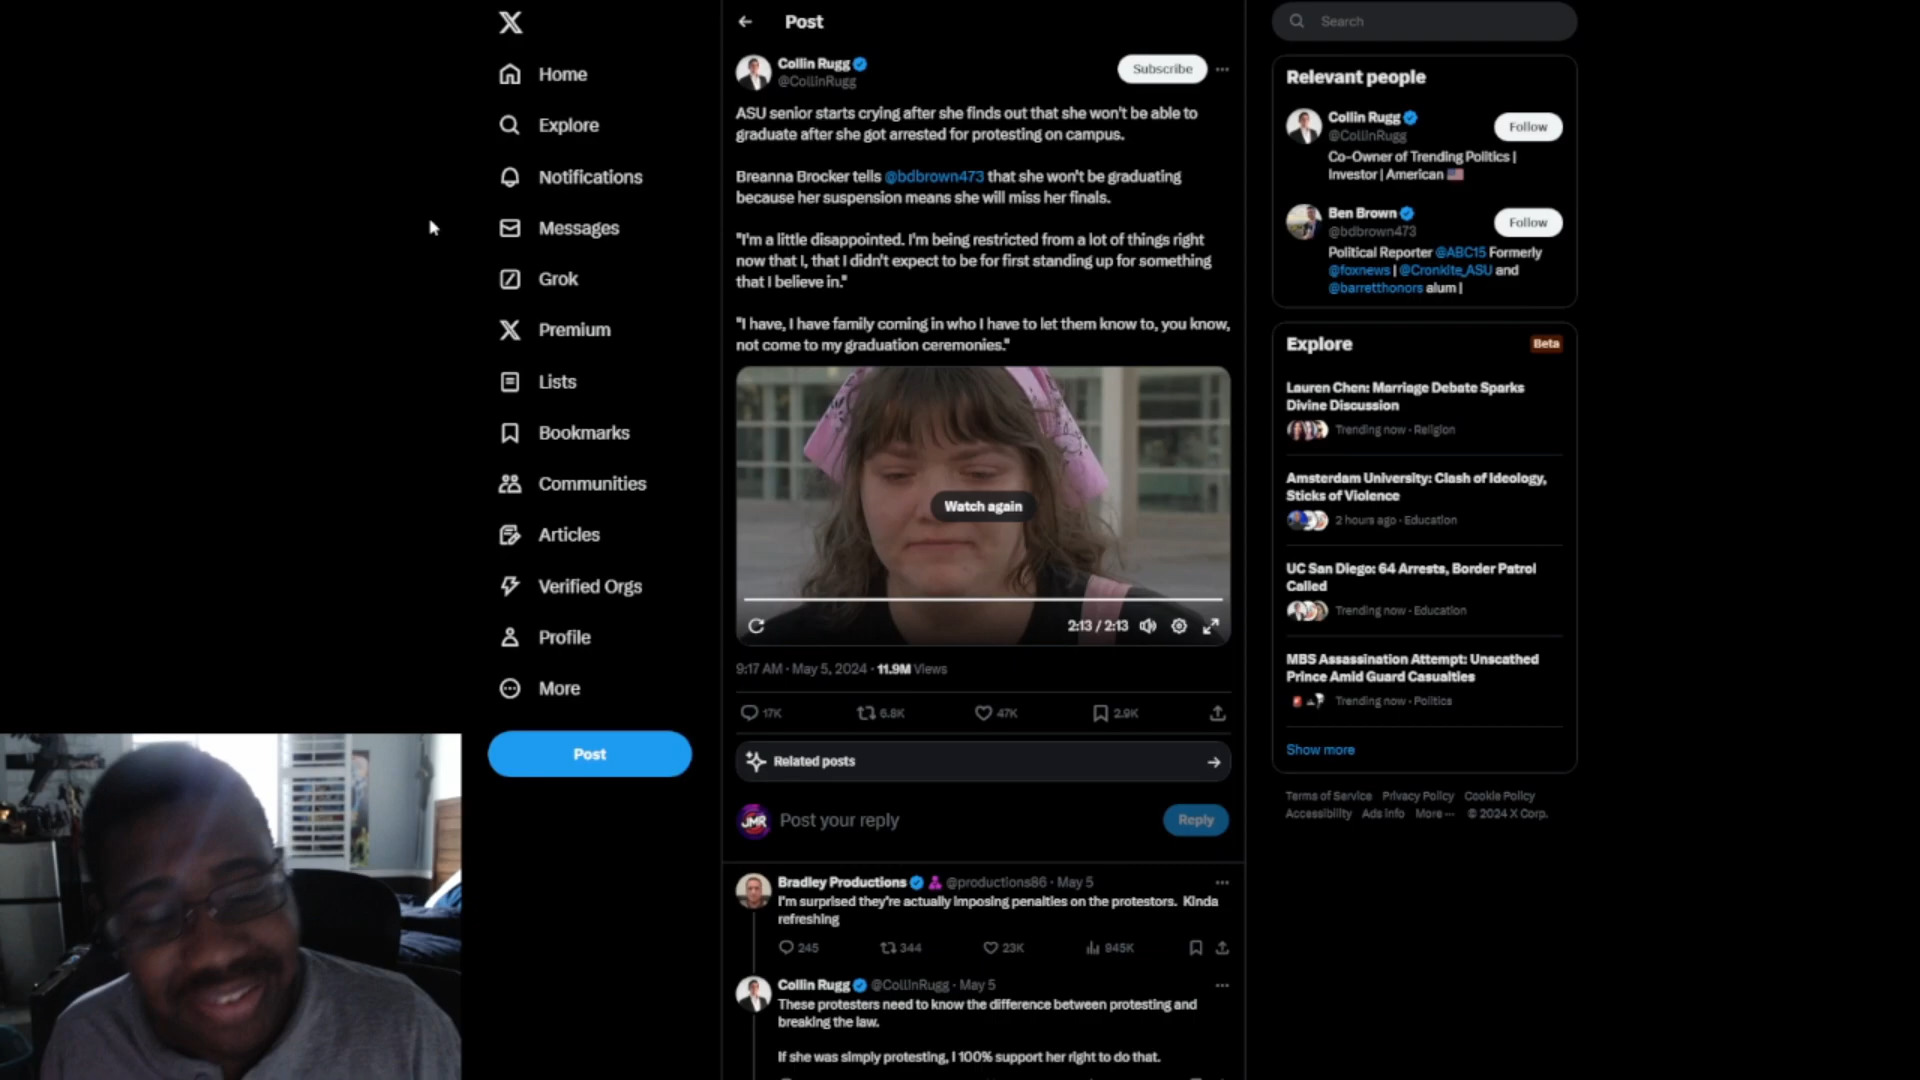 X
Home
Explore
Notifications
Messages
Grok
Premium
Lists
Bookmarks
Communities
Articles
Verified Orgs
Profile
More
Post
Post
Collin Rugg
@CollinRugg
Subscribe
ASU senior starts crying after she finds out that she won't be able to
graduate after she got arrested for protesting on campus.
Breanna Brocker tells @bdbrown473 that she won't be graduating
because her suspension means she will miss her finals.
"I'm a little disappointed. I'm being restricted from a lot of things right
now that I, that I didn't expect to be for first standing up for something
that I believe in."
"I have, I have family coming in who I have to let them know to, you know,
not come to my graduation ceremonies."
Watch again
2:13 / 2:13
9:17 AM · May 5, 2024 · 11.9M Views
17K 6.8K 47K 2.9K
Related posts
JMR
Post your reply
Reply
Bradley Productions @productions86 · May 5
I'm surprised they're actually imposing penalties on the protestors. Kinda
refreshing
245 344 23K 945K
Collin Rugg @CollinRugg · May 5
These protesters need to know the difference between protesting and
breaking the law.
If she was simply protesting, I 100% support her right to do that.
Search
Relevant people
Collin Rugg
@CollinRugg
Follow
Co-Owner of Trending Politics |
Investor | American 🇺🇸
Ben Brown
@bdbrown473
Follow
Political Reporter @ABC15 Formerly
@foxnews | @Cronkite_ASU and
@barretthonors alum |
Explore
Beta
Lauren Chen: Marriage Debate Sparks
Divine Discussion
Trending now · Religion
Amsterdam University: Clash of Ideology,
Sticks of Violence
2 hours ago · Education
UC San Diego: 64 Arrests, Border Patrol
Called
Trending now · Education
MBS Assassination Attempt: Unscathed
Prince Amid Guard Casualties
Trending now · Politics
Show more
Terms of Service Privacy Policy Cookie Policy
Accessibility Ads info More ··· © 2024 X Corp.